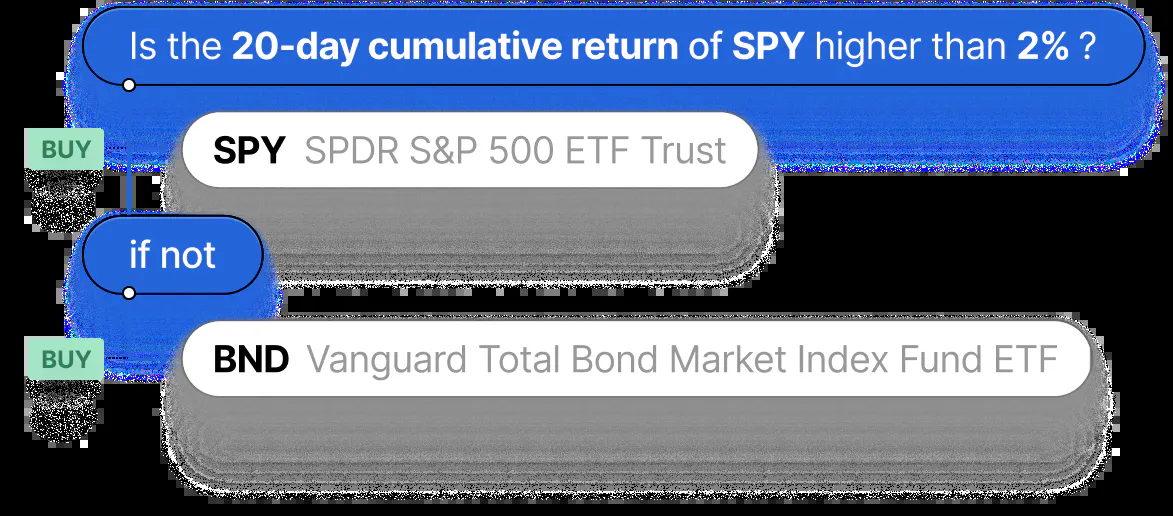 Is the 20-day cumulative return of SPY higher than 2% ?
BUY SPY SPDR S&P 500 ETF Trust
if not
BUY BND Vanguard Total Bond Market Index Fund ETF